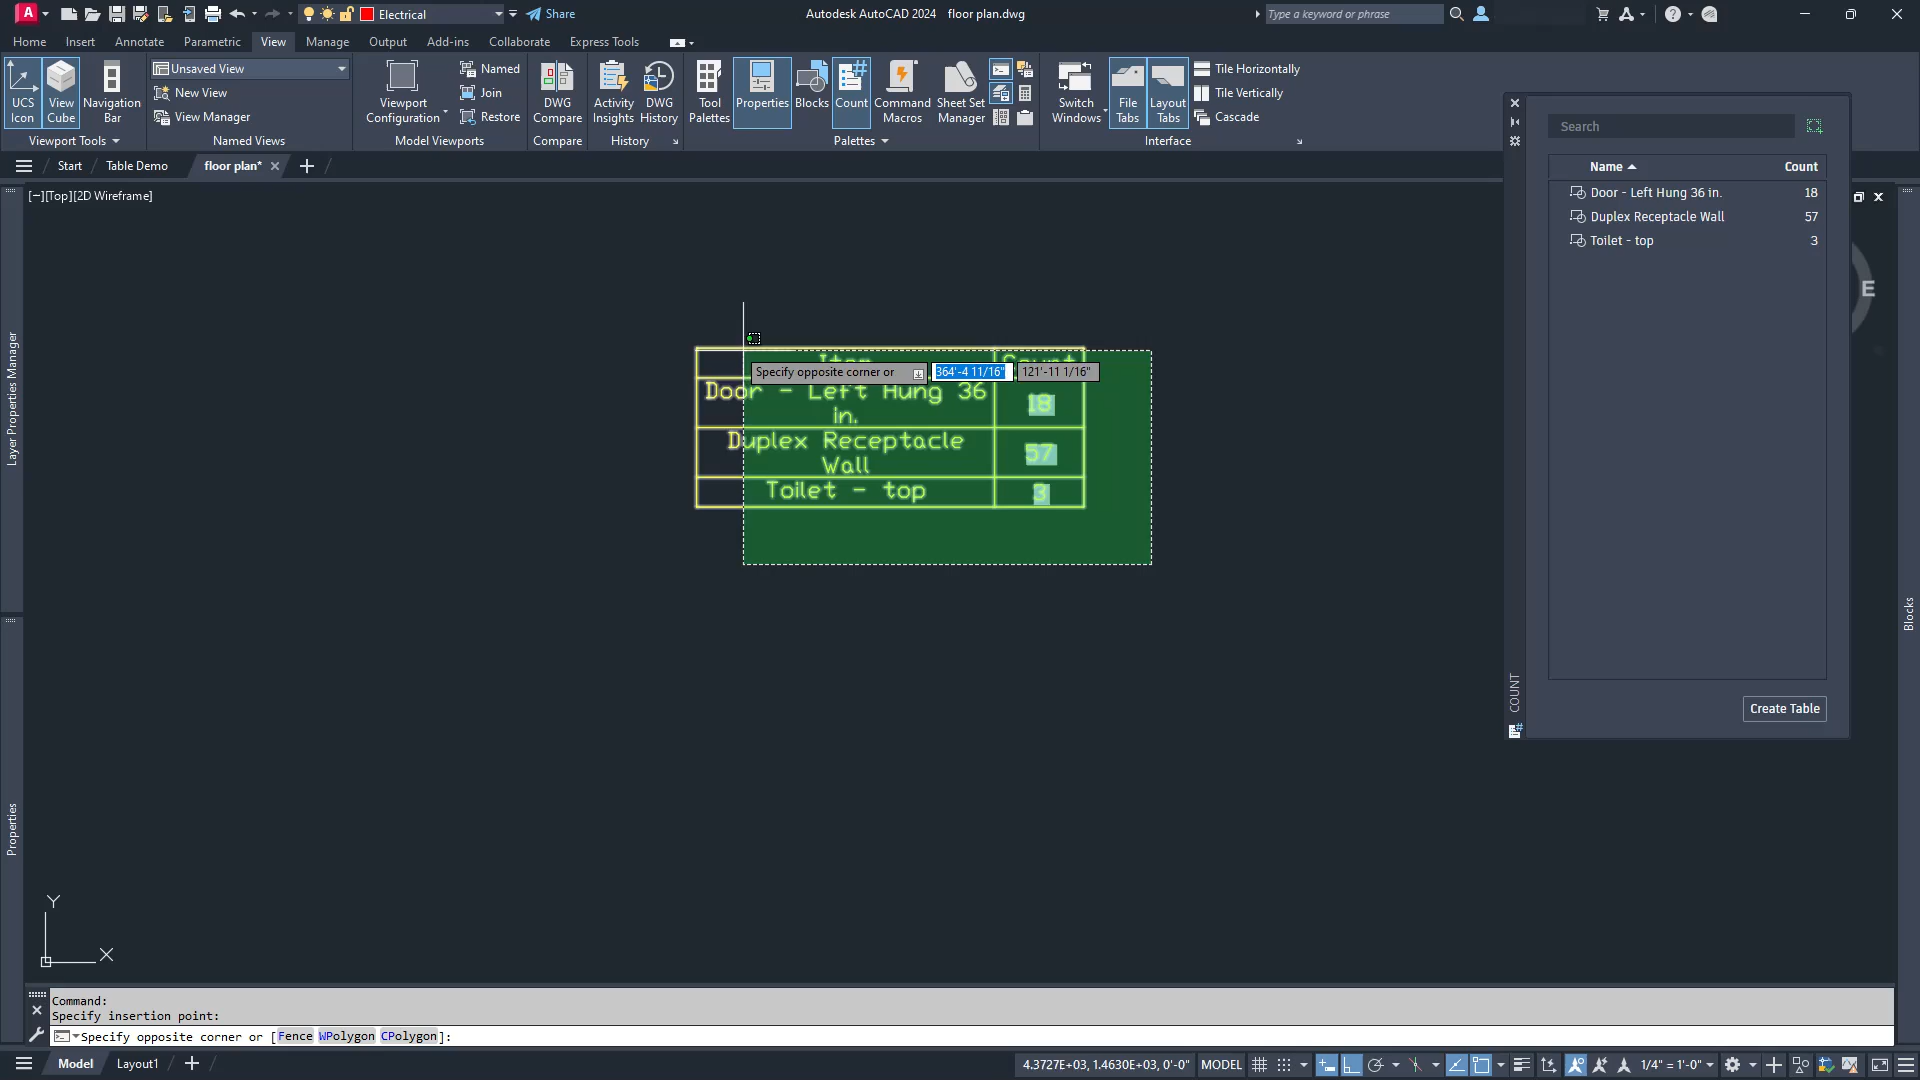 A
Electrical
Share
Autodesk AutoCAD 2024 floor plan.dwg
Type a keyword or phrase
Home Insert Annotate Parametric View Manage Output Add-ins Collaborate Express Tools
UCS Icon
View Cube
Navigation Bar
Viewport Tools
Unsaved View
New View
View Manager
Named Views
Viewport Configuration
Named
Join
Restore
Model Viewports
DWG Compare
Compare
Activity Insights
DWG History
History
Tool Palettes
Properties
Blocks
Count
Command Macros
Sheet Set Manager
Palettes
Switch Windows
File Tabs
Layout Tabs
Tile Horizontally
Tile Vertically
Cascade
Interface
Start Table Demo floor plan*
[−][Top][2D Wireframe]
Layer Properties Manager
Properties
Item Count
Specify opposite corner or 364'-4 11/16" 121'-11 1/16"
Door - Left Hung 36 in. 18
Duplex Receptacle Wall 57
Toilet - top 3
Search
Name Count
Door - Left Hung 36 in. 18
Duplex Receptacle Wall 57
Toilet - top 3
Create Table
COUNT
E
Blocks
Y
X
Command:
Specify insertion point:
Specify opposite corner or [Fence WPolygon CPolygon]:
Model Layout1
4.3727E+03, 1.4630E+03, 0'-0" MODEL 1/4" = 1'-0"